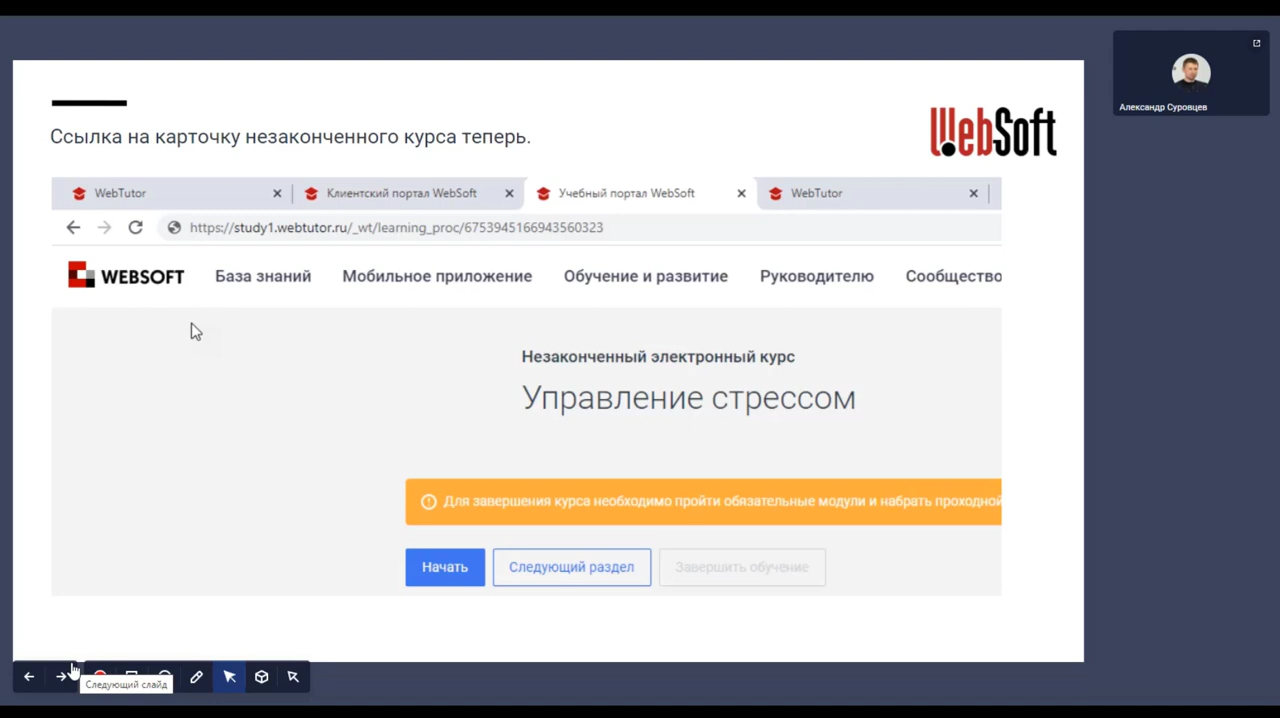 Александр Суровцев
Ссылка на карточку незаконченного курса теперь.
WebSoft
WebTutor
Клиентский портал WebSoft
Учебный портал WebSoft
WebTutor
https://study1.webtutor.ru/_wt/learning_proc/6753945166943560323
WEBSOFT
База знаний
Мобильное приложение
Обучение и развитие
Руководителю
Сообщество
Незаконченный электронный курс
Управление стрессом
Для завершения курса необходимо пройти обязательные модули и набрать проходной
Начать
Следующий раздел
Завершить обучение
Следующий слайд